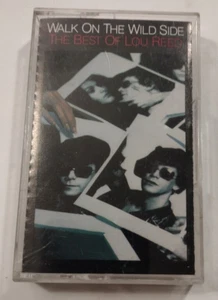 WALK ON THE WILD SIDE
THE BEST OF LOU REED